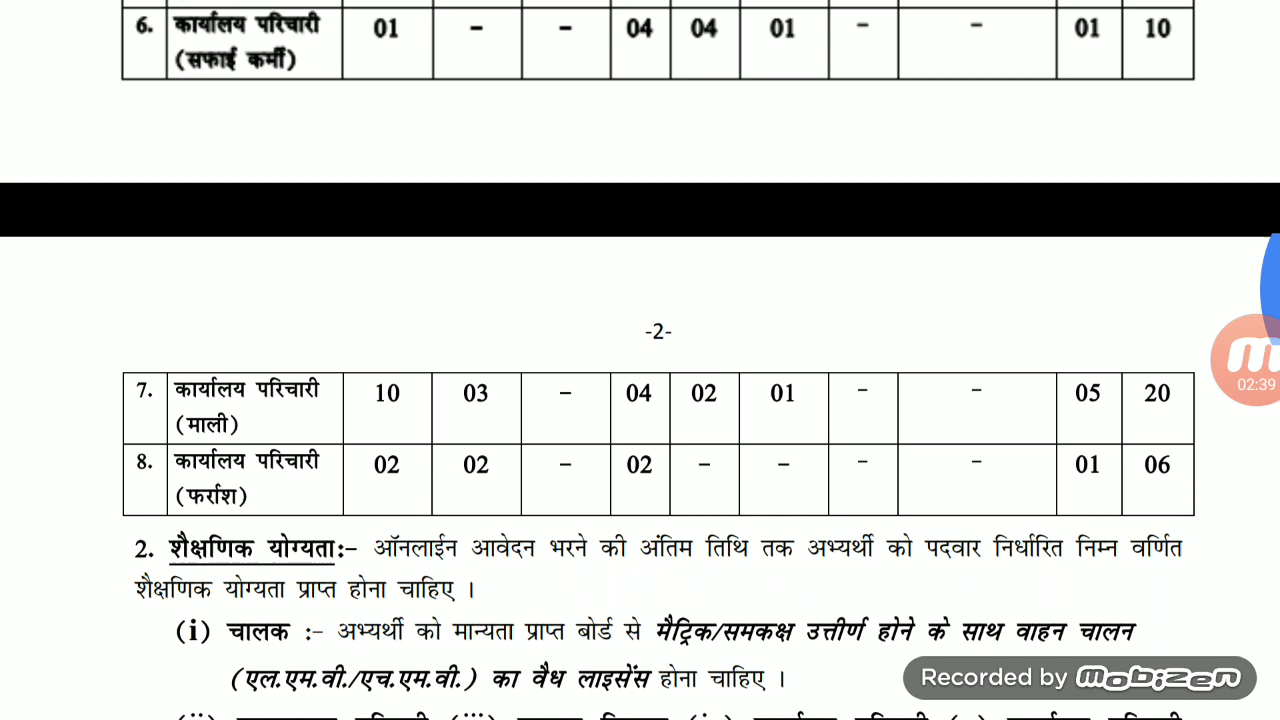 6. कार्यालय परिचारी (सफाई कर्मी) 01 - - 04 04 01 - - 01 10
-2-
7. कार्यालय परिचारी (माली) 10 03 - 04 02 01 - - 05 20
8. कार्यालय परिचारी (फर्राश) 02 02 - 02 - - - - 01 06
2. शैक्षणिक योग्यता:- ऑनलाईन आवेदन भरने की अंतिम तिथि तक अभ्यर्थी को पदवार निर्धारित निम्न वर्णित
शैक्षणिक योग्यता प्राप्त होना चाहिए ।
(i) चालक :- अभ्यर्थी को मान्यता प्राप्त बोर्ड से मैट्रिक/समकक्ष उत्तीर्ण होने के साथ वाहन चालन
(एल.एम.वी./एच.एम.वी.) का वैध लाइसेंस होना चाहिए ।
02:39
Recorded by mobizen